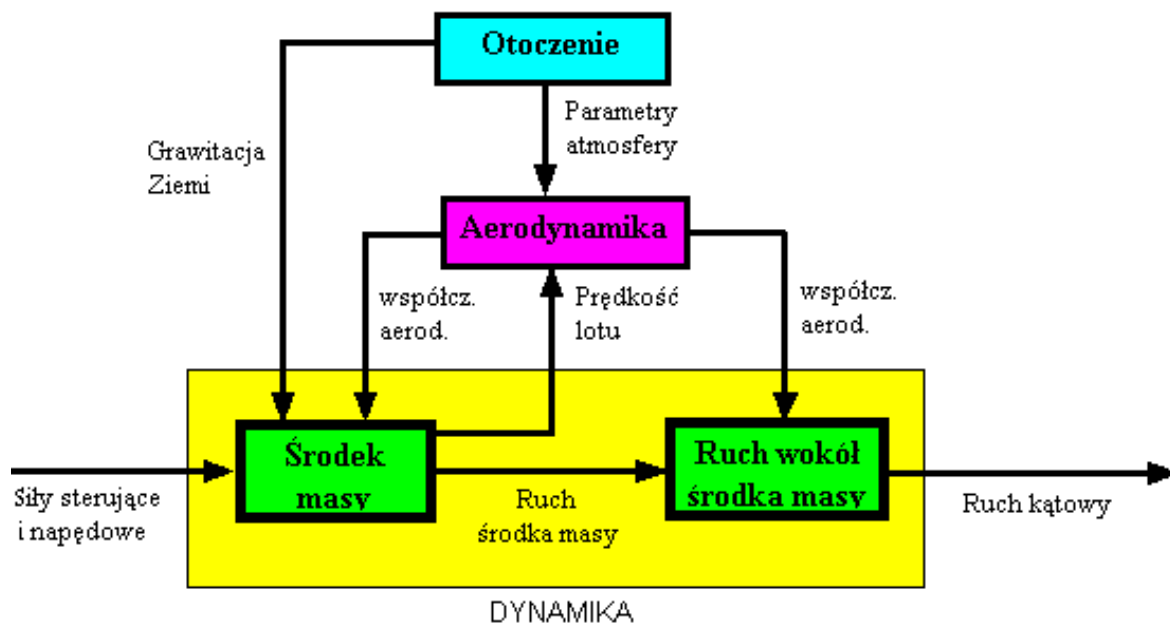 Otoczenie
Parametry
atmosfery
Grawitacja
Ziemi
Aerodynamika
współcz.
aerod.
Prędkość
lotu
współcz.
aerod.
Środek
masy
Ruch wokół
środka masy
Siły sterujące
i napędowe
Ruch
środka masy
Ruch kątowy
DYNAMIKA